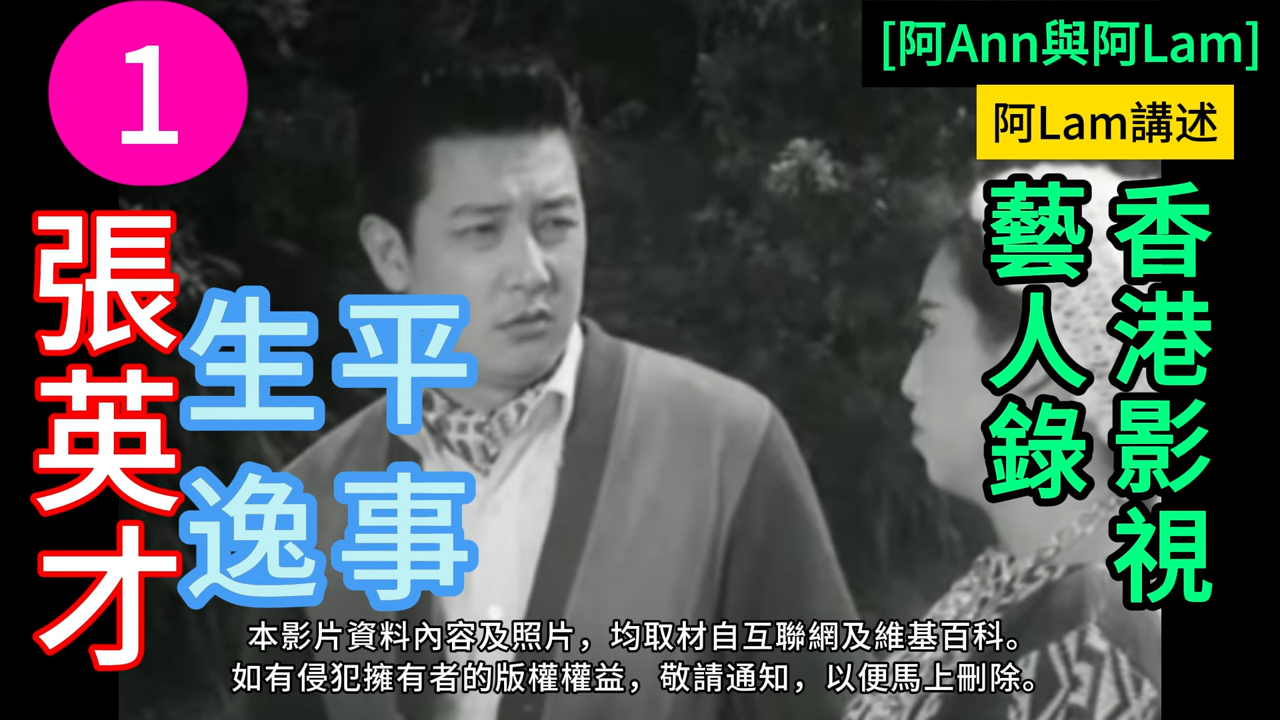 1
[阿Ann與阿Lam]
阿Lam講述
香港影視
藝人錄
張英才
生平
逸事
本影片資料內容及照片，均取材自互聯網及維基百科。
如有侵犯擁有者的版權權益，敬請通知，以便馬上刪除。